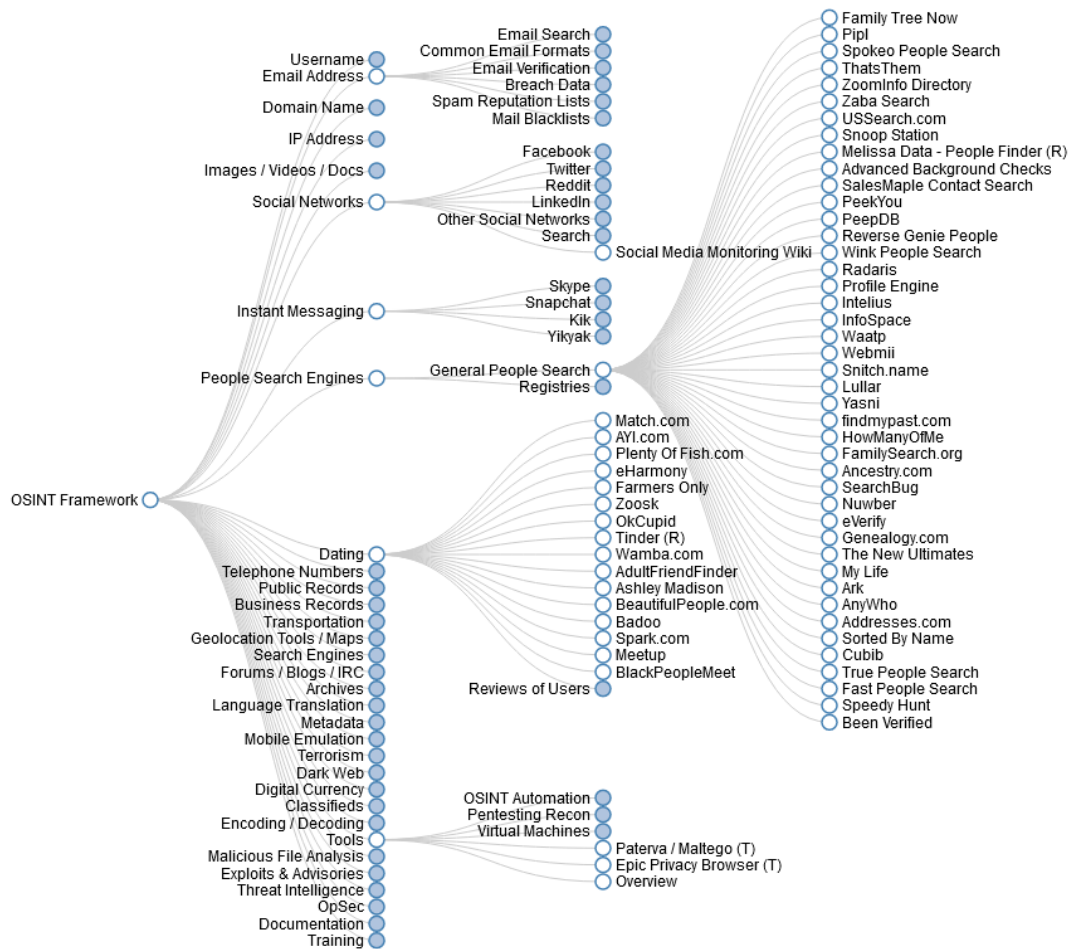 OSINT Framework
Username
Email Address
Domain Name
IP Address
Images / Videos / Docs
Social Networks
Instant Messaging
People Search Engines
Dating
Telephone Numbers
Public Records
Business Records
Transportation
Geolocation Tools / Maps
Search Engines
Forums / Blogs / IRC
Archives
Language Translation
Metadata
Mobile Emulation
Terrorism
Dark Web
Digital Currency
Classifieds
Encoding / Decoding
Tools
Malicious File Analysis
Exploits & Advisories
Threat Intelligence
OpSec
Documentation
Training
Email Search
Common Email Formats
Email Verification
Breach Data
Spam Reputation Lists
Mail Blacklists
Facebook
Twitter
Reddit
LinkedIn
Other Social Networks
Search
Social Media Monitoring Wiki
Skype
Snapchat
Kik
Yikyak
General People Search
Registries
Match.com
AYI.com
Plenty Of Fish.com
eHarmony
Farmers Only
Zoosk
OkCupid
Tinder (R)
Wamba.com
AdultFriendFinder
Ashley Madison
BeautifulPeople.com
Badoo
Spark.com
Meetup
BlackPeopleMeet
Reviews of Users
OSINT Automation
Pentesting Recon
Virtual Machines
Paterva / Maltego (T)
Epic Privacy Browser (T)
Overview
Family Tree Now
Pipl
Spokeo People Search
ThatsThem
ZoomInfo Directory
Zaba Search
USSearch.com
Snoop Station
Melissa Data - People Finder (R)
Advanced Background Checks
SalesMaple Contact Search
PeekYou
PeepDB
Reverse Genie People
Wink People Search
Radaris
Profile Engine
Intelius
InfoSpace
Waatp
Webmii
Snitch.name
Lullar
Yasni
findmypast.com
HowManyOfMe
FamilySearch.org
Ancestry.com
SearchBug
Nuwber
eVerify
Genealogy.com
The New Ultimates
My Life
Ark
AnyWho
Addresses.com
Sorted By Name
Cubib
True People Search
Fast People Search
Speedy Hunt
Been Verified